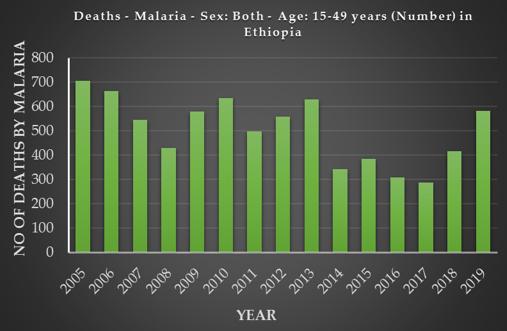 Deaths - Malaria - Sex: Both - Age: 15-49 years (Number) in
Ethiopia
NO OF DEATHS BY MALARIA
800
700
600
500
400
300
200
100
0
2005 2006 2007 2008 2009 2010 2011 2012 2013 2014 2015 2016 2017 2018 2019
YEAR